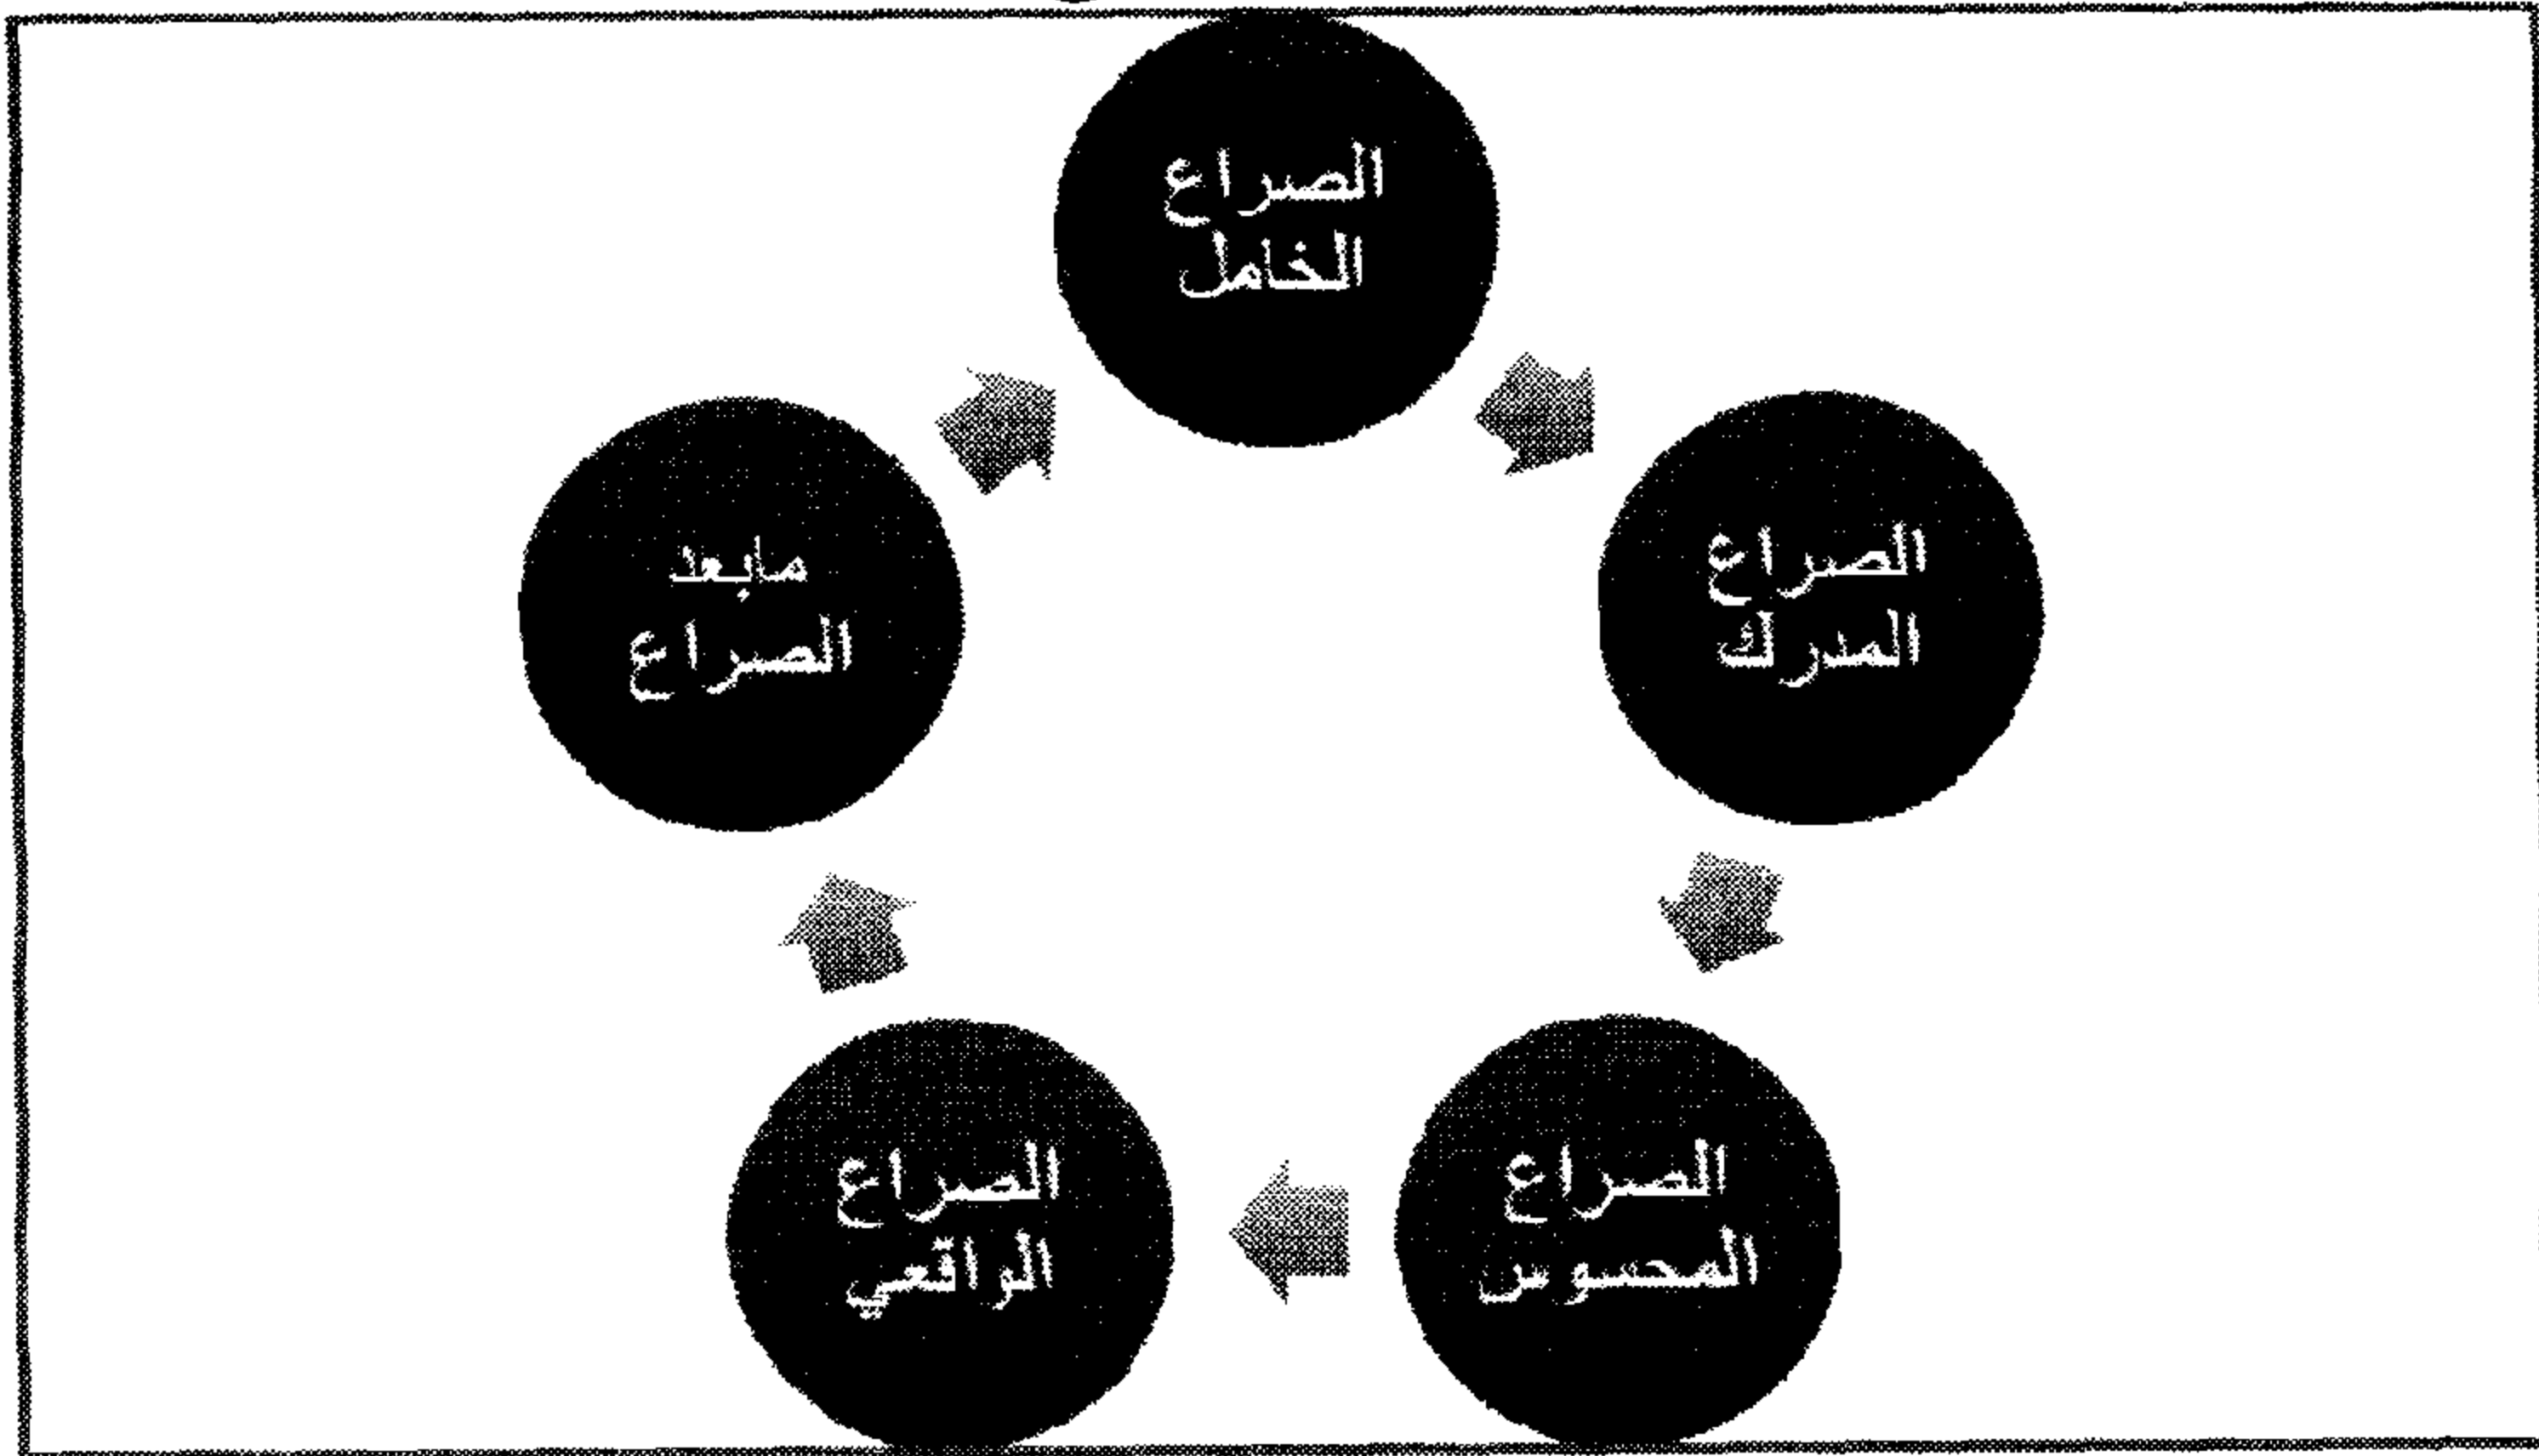 الصراع
الخامل
الصراع
المدرك
الصراع
المحسوس
الصراع
الواقعي
مابعد
الصراع